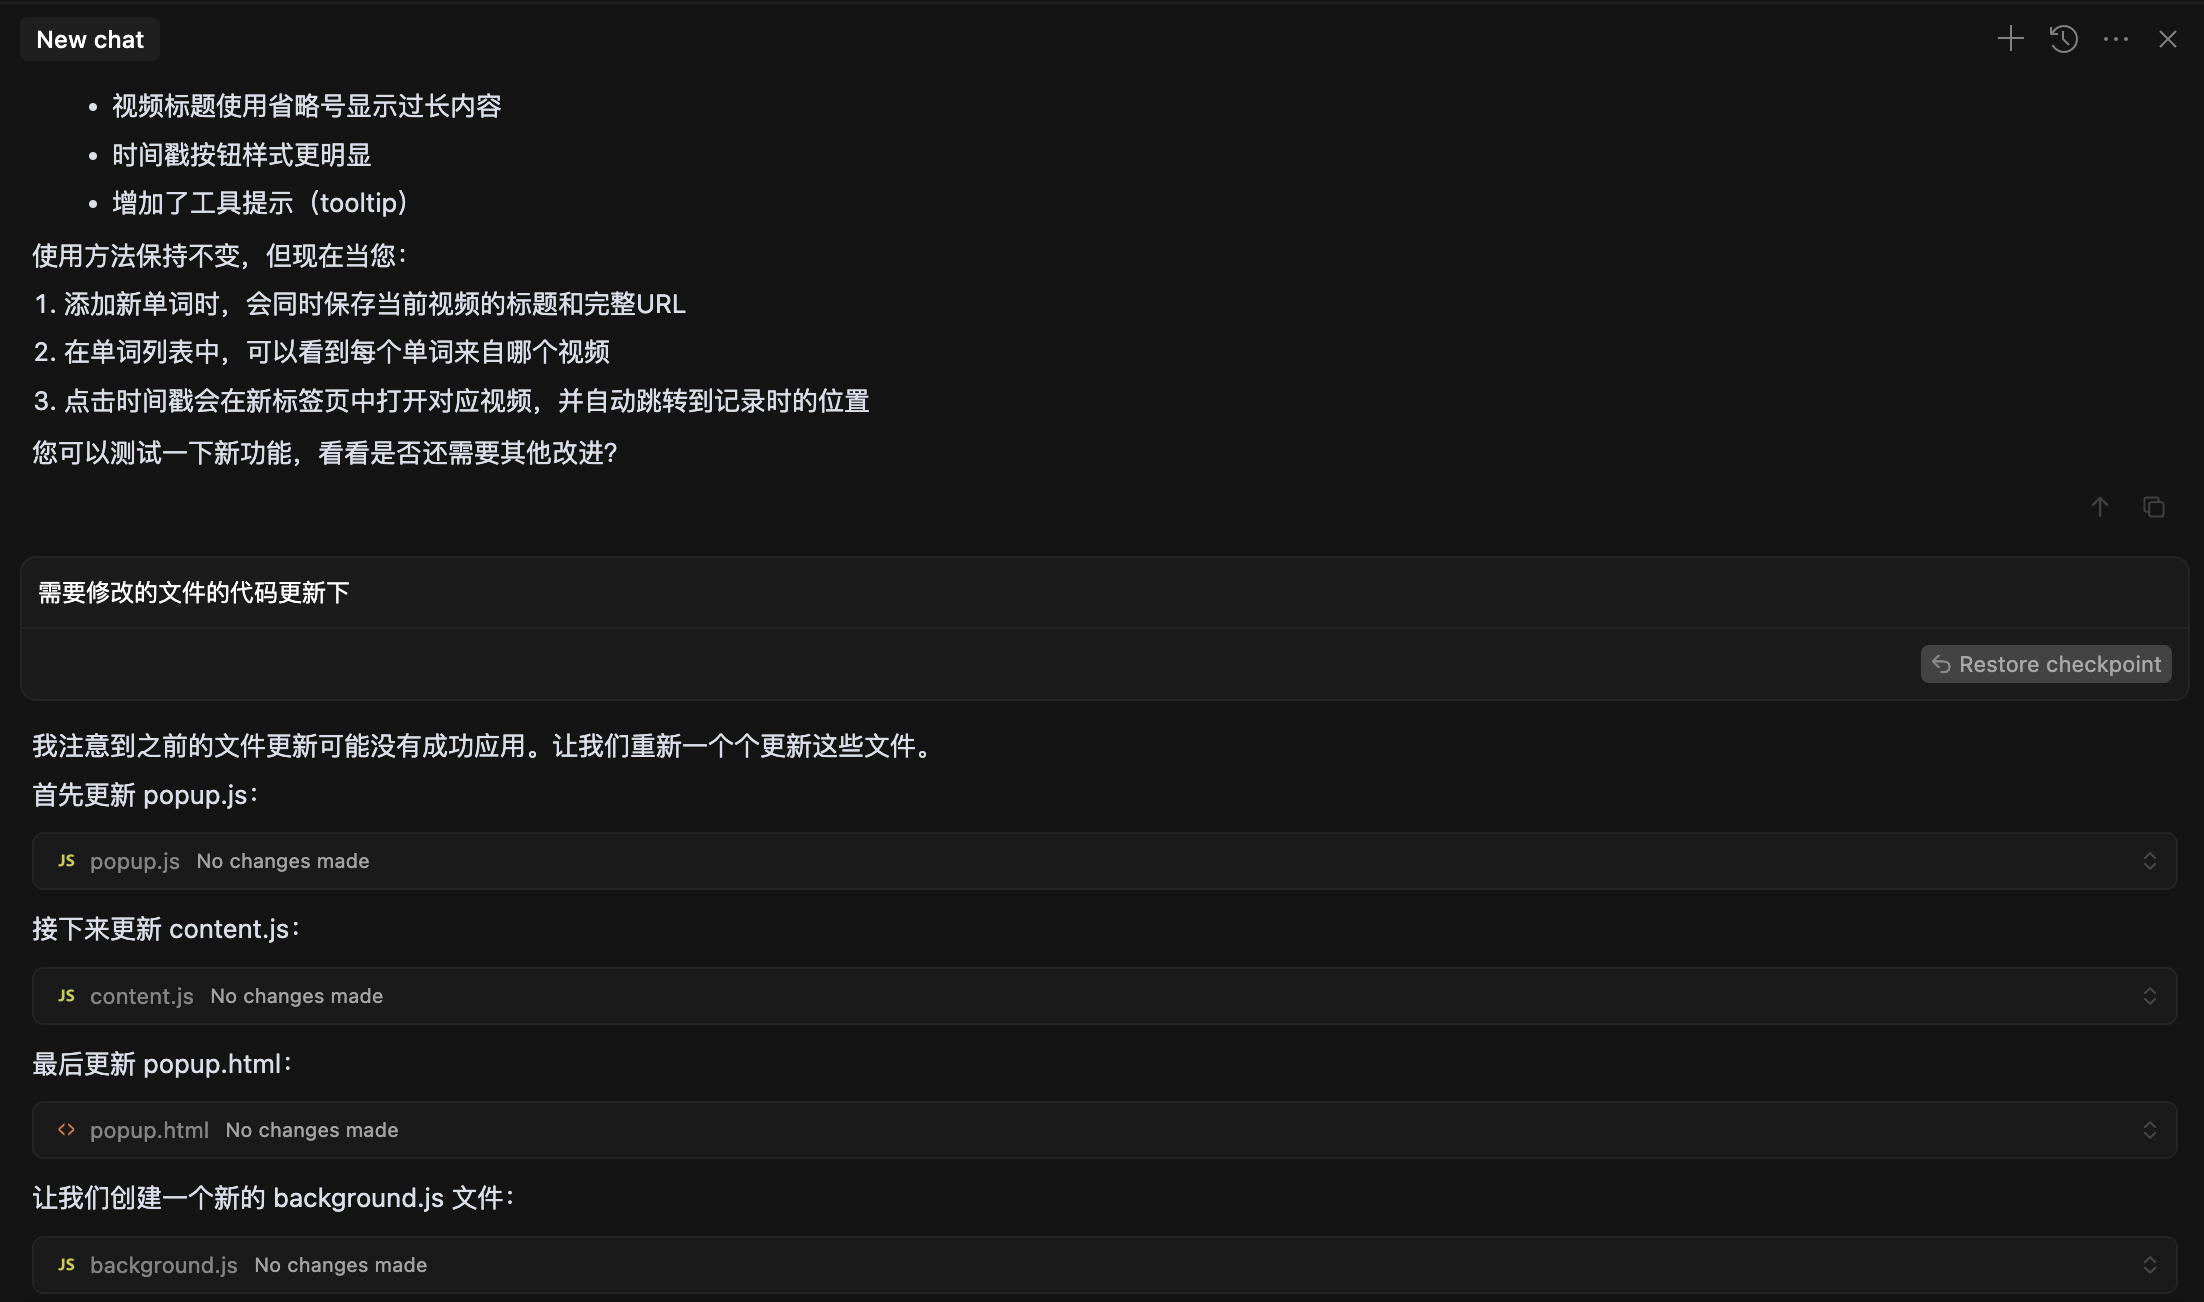 New chat
• 视频标题使用省略号显示过长内容
• 时间戳按钮样式更明显
• 增加了工具提示（tooltip）
使用方法保持不变，但现在当您：
1. 添加新单词时，会同时保存当前视频的标题和完整URL
2. 在单词列表中，可以看到每个单词来自哪个视频
3. 点击时间戳会在新标签页中打开对应视频，并自动跳转到记录时的位置
您可以测试一下新功能，看看是否还需要其他改进?
需要修改的文件的代码更新下
Restore checkpoint
我注意到之前的文件更新可能没有成功应用。让我们重新一个个更新这些文件。
首先更新 popup.js：
JS popup.js No changes made
接下来更新 content.js：
JS content.js No changes made
最后更新 popup.html：
<> popup.html No changes made
让我们创建一个新的 background.js 文件：
JS background.js No changes made